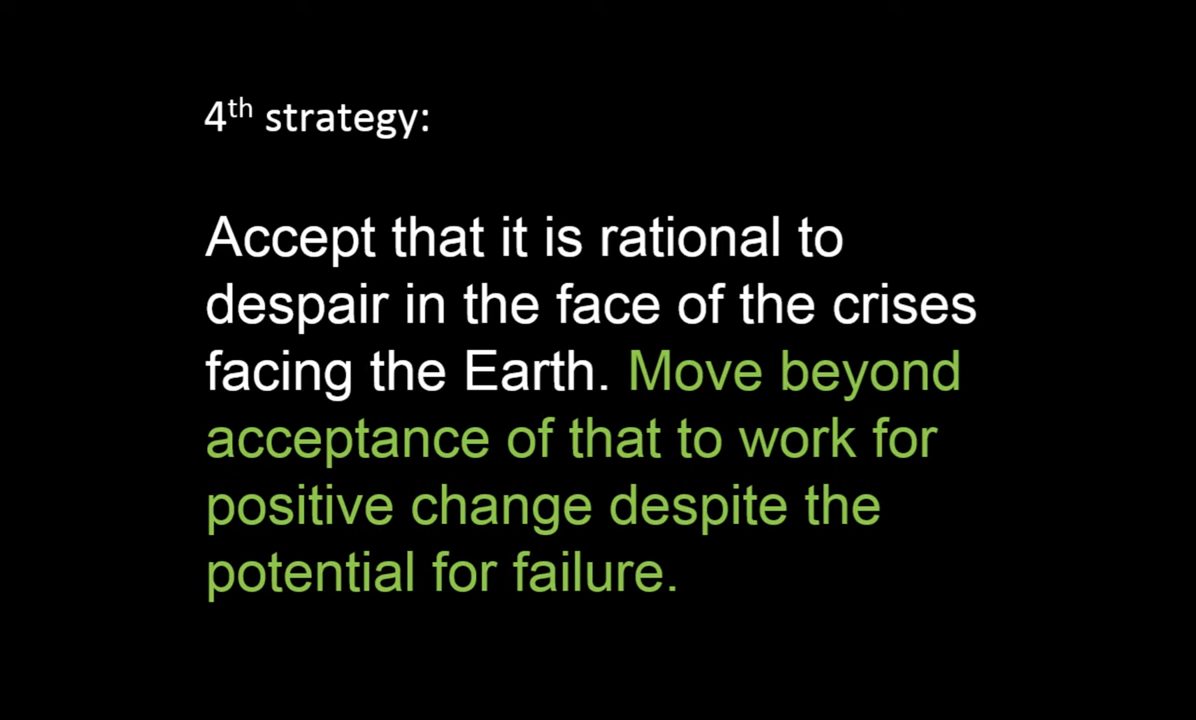 4th strategy:
Accept that it is rational to
despair in the face of the crises
facing the Earth. Move beyond
acceptance of that to work for
positive change despite the
potential for failure.